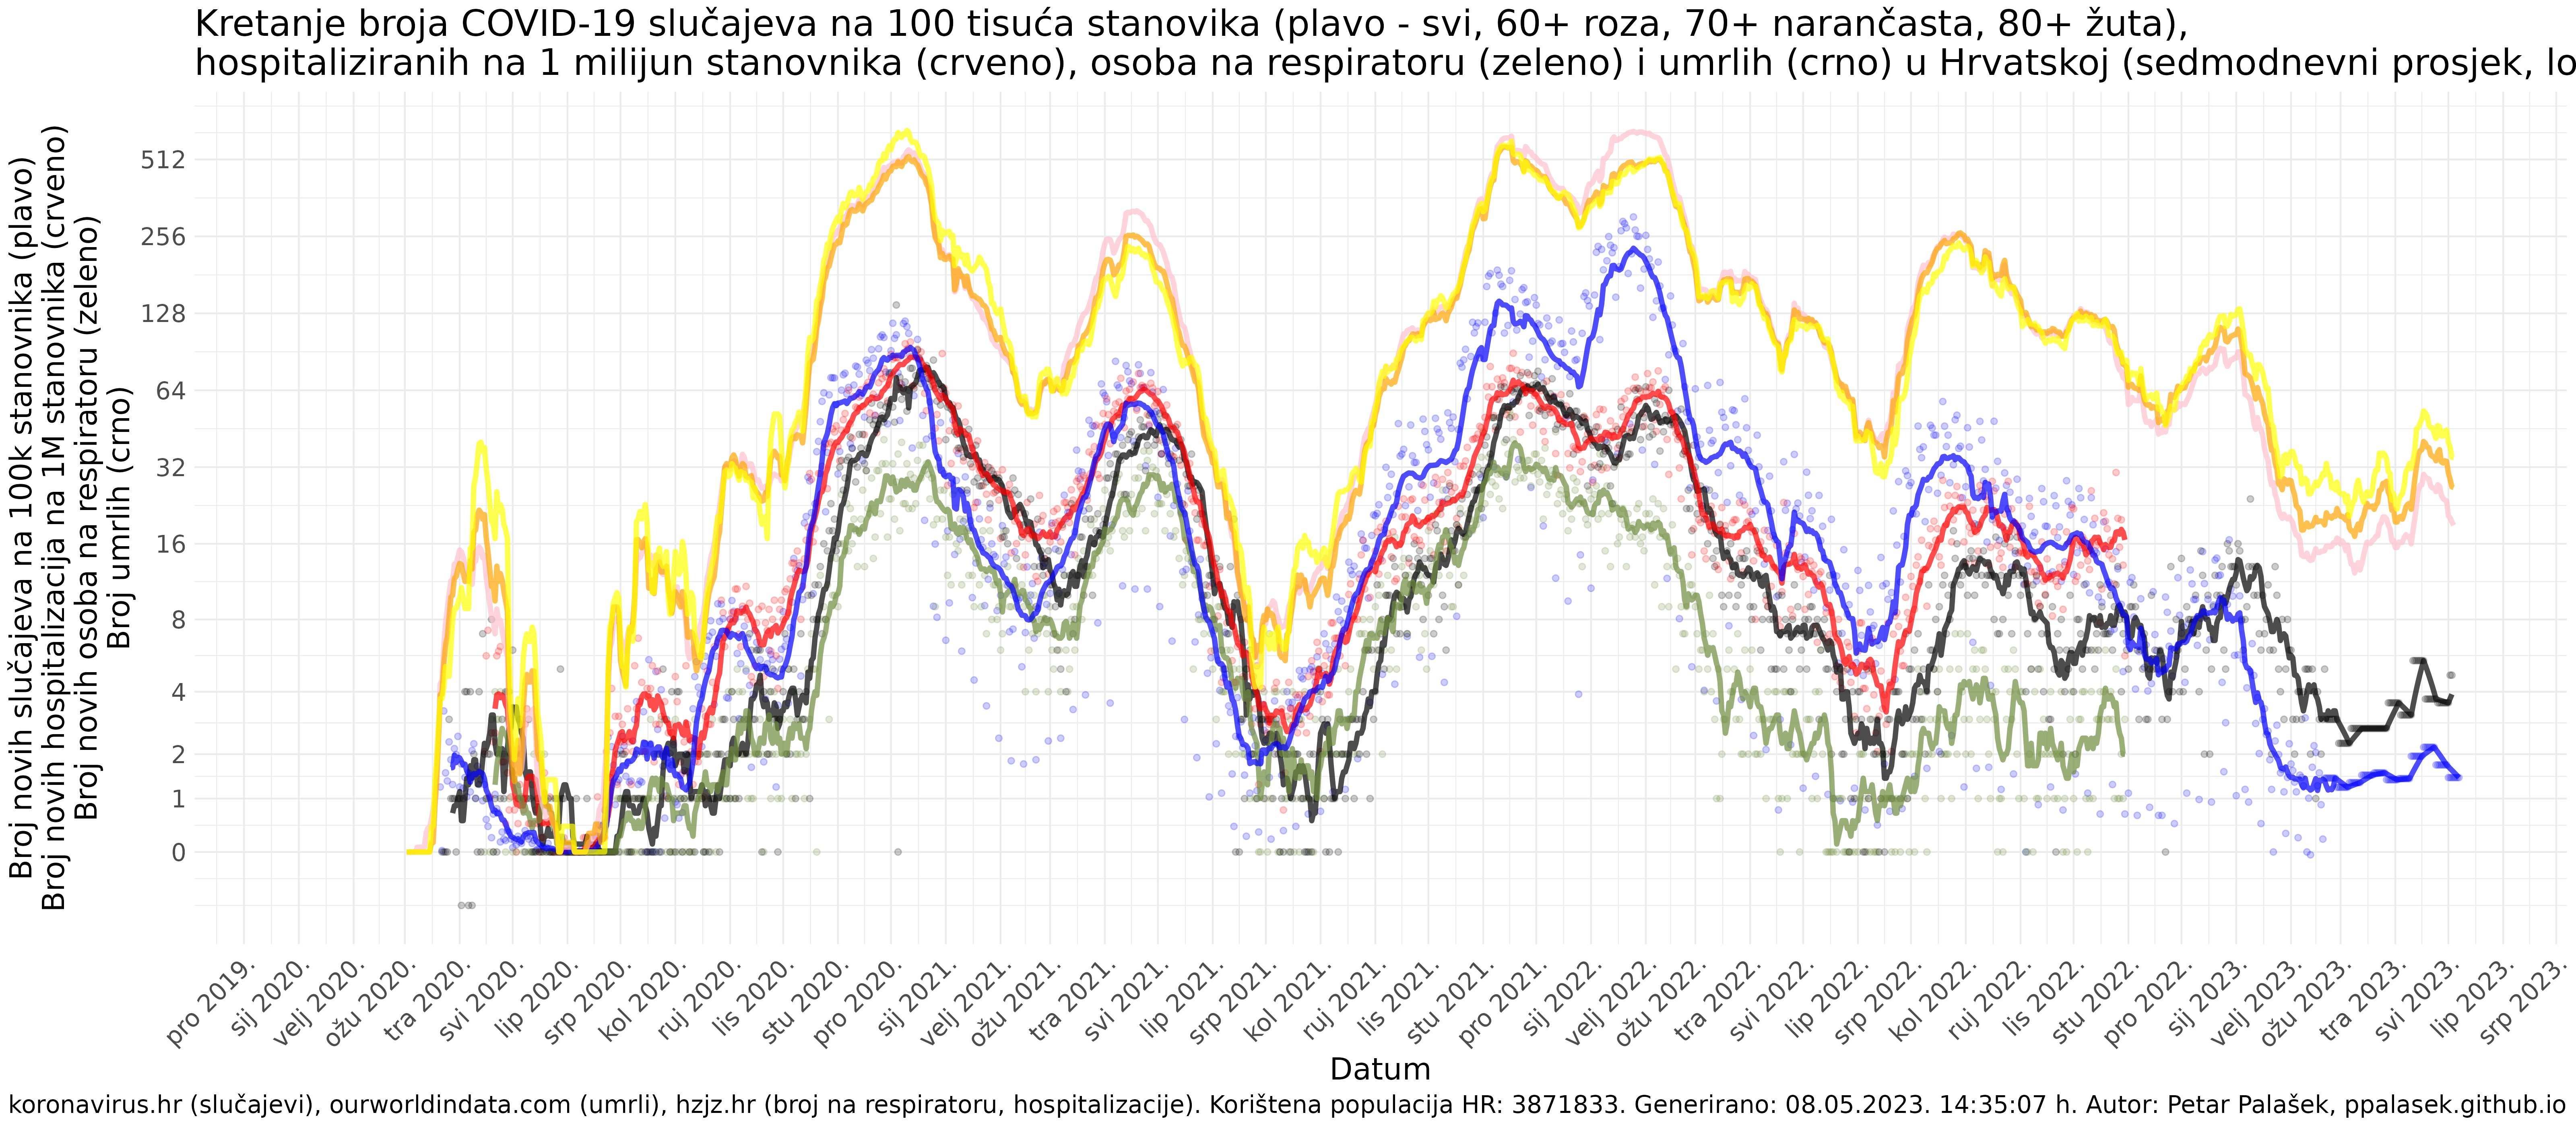 Kretanje broja COVID-19 slučajeva na 100 tisuća stanovika (plavo - svi, 60+ roza, 70+ narančasta, 80+ žuta),
hospitaliziranih na 1 milijun stanovnika (crveno), osoba na respiratoru (zeleno) i umrlih (crno) u Hrvatskoj (sedmodnevni prosjek, lo
Broj novih slučajeva na 100k stanovnika (plavo)
Broj novih hospitalizacija na 1M stanovnika (crveno)
Broj novih osoba na respiratoru (zeleno)
Broj umrlih (crno)
512
256
128
64
32
16
8
4
2
1
0
pro 2019.
sij 2020.
velj 2020.
ožu 2020.
tra 2020.
svi 2020.
lip 2020.
srp 2020.
kol 2020.
ruj 2020.
lis 2020.
stu 2020.
pro 2020.
sij 2021.
velj 2021.
ožu 2021.
tra 2021.
svi 2021.
lip 2021.
srp 2021.
kol 2021.
ruj 2021.
lis 2021.
stu 2021.
pro 2021.
sij 2022.
velj 2022.
ožu 2022.
tra 2022.
svi 2022.
lip 2022.
srp 2022.
kol 2022.
ruj 2022.
lis 2022.
stu 2022.
pro 2022.
sij 2023.
velj 2023.
ožu 2023.
tra 2023.
svi 2023.
lip 2023.
srp 2023.
Datum
koronavirus.hr (slučajevi), ourworldindata.com (umrli), hzjz.hr (broj na respiratoru, hospitalizacije). Korištena populacija HR: 3871833. Generirano: 08.05.2023. 14:35:07 h. Autor: Petar Palašek, ppalasek.github.io